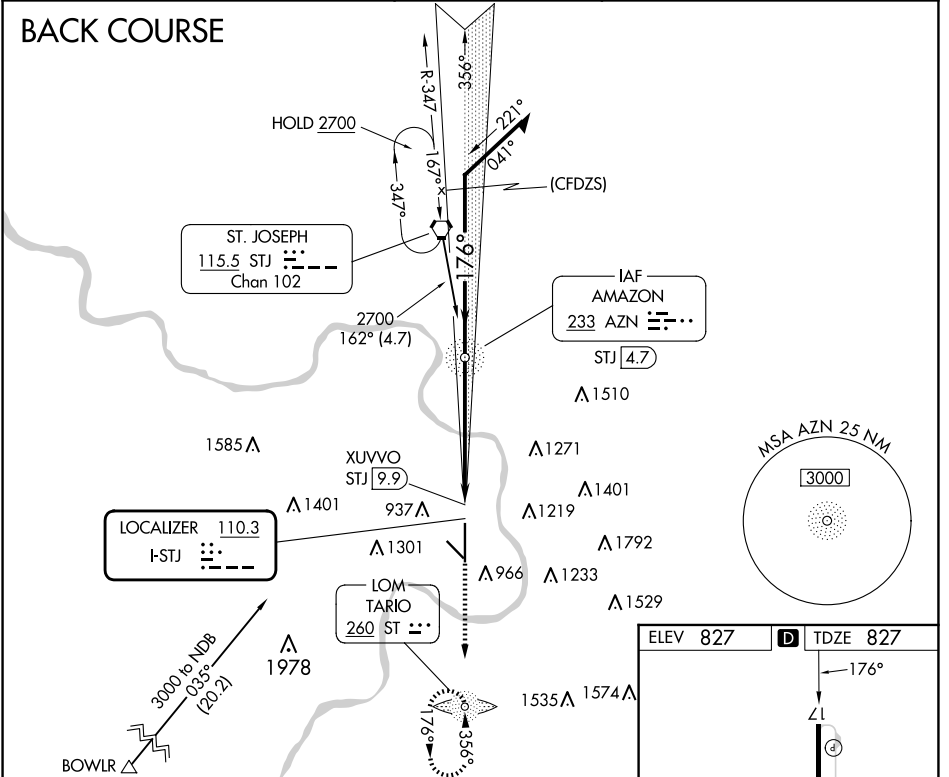 BACK COURSE
356°
R-347
HOLD 2700
221°
041°
167°
347°
(CFDZS)
ST. JOSEPH
115.5 STJ
Chan 102
176°
IAF
AMAZON
233 AZN
2700
162° (4.7)
STJ 4.7
1510
MSA AZN 25 NM
3000
1585
1271
XUVVO
STJ 9.9
1401
1401
937
1219
LOCALIZER 110.3
I-STJ
1301
1792
966
1233
LOM
TARIO
260 ST
1529
ELEV 827
D
TDZE 827
3000 to NDB
035°
(20.2)
1978
176°
1535
1574
17
176°
356°
P
BOWLR